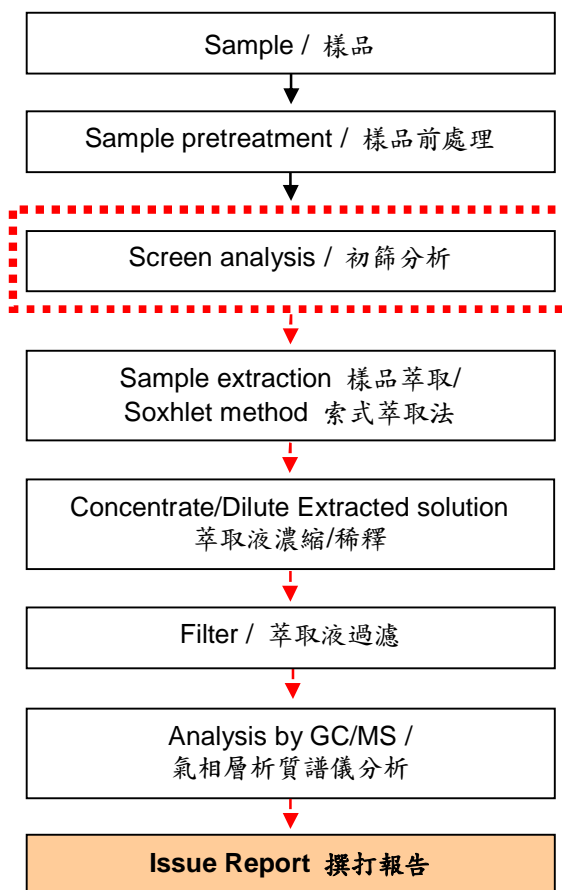 Sample / 樣品
Sample pretreatment / 樣品前處理
Screen analysis / 初篩分析
Sample extraction 樣品萃取/
Soxhlet method 索式萃取法
Concentrate/Dilute Extracted solution
萃取液濃縮/稀釋
Filter / 萃取液過濾
Analysis by GC/MS /
氣相層析質譜儀分析
Issue Report 撰打報告